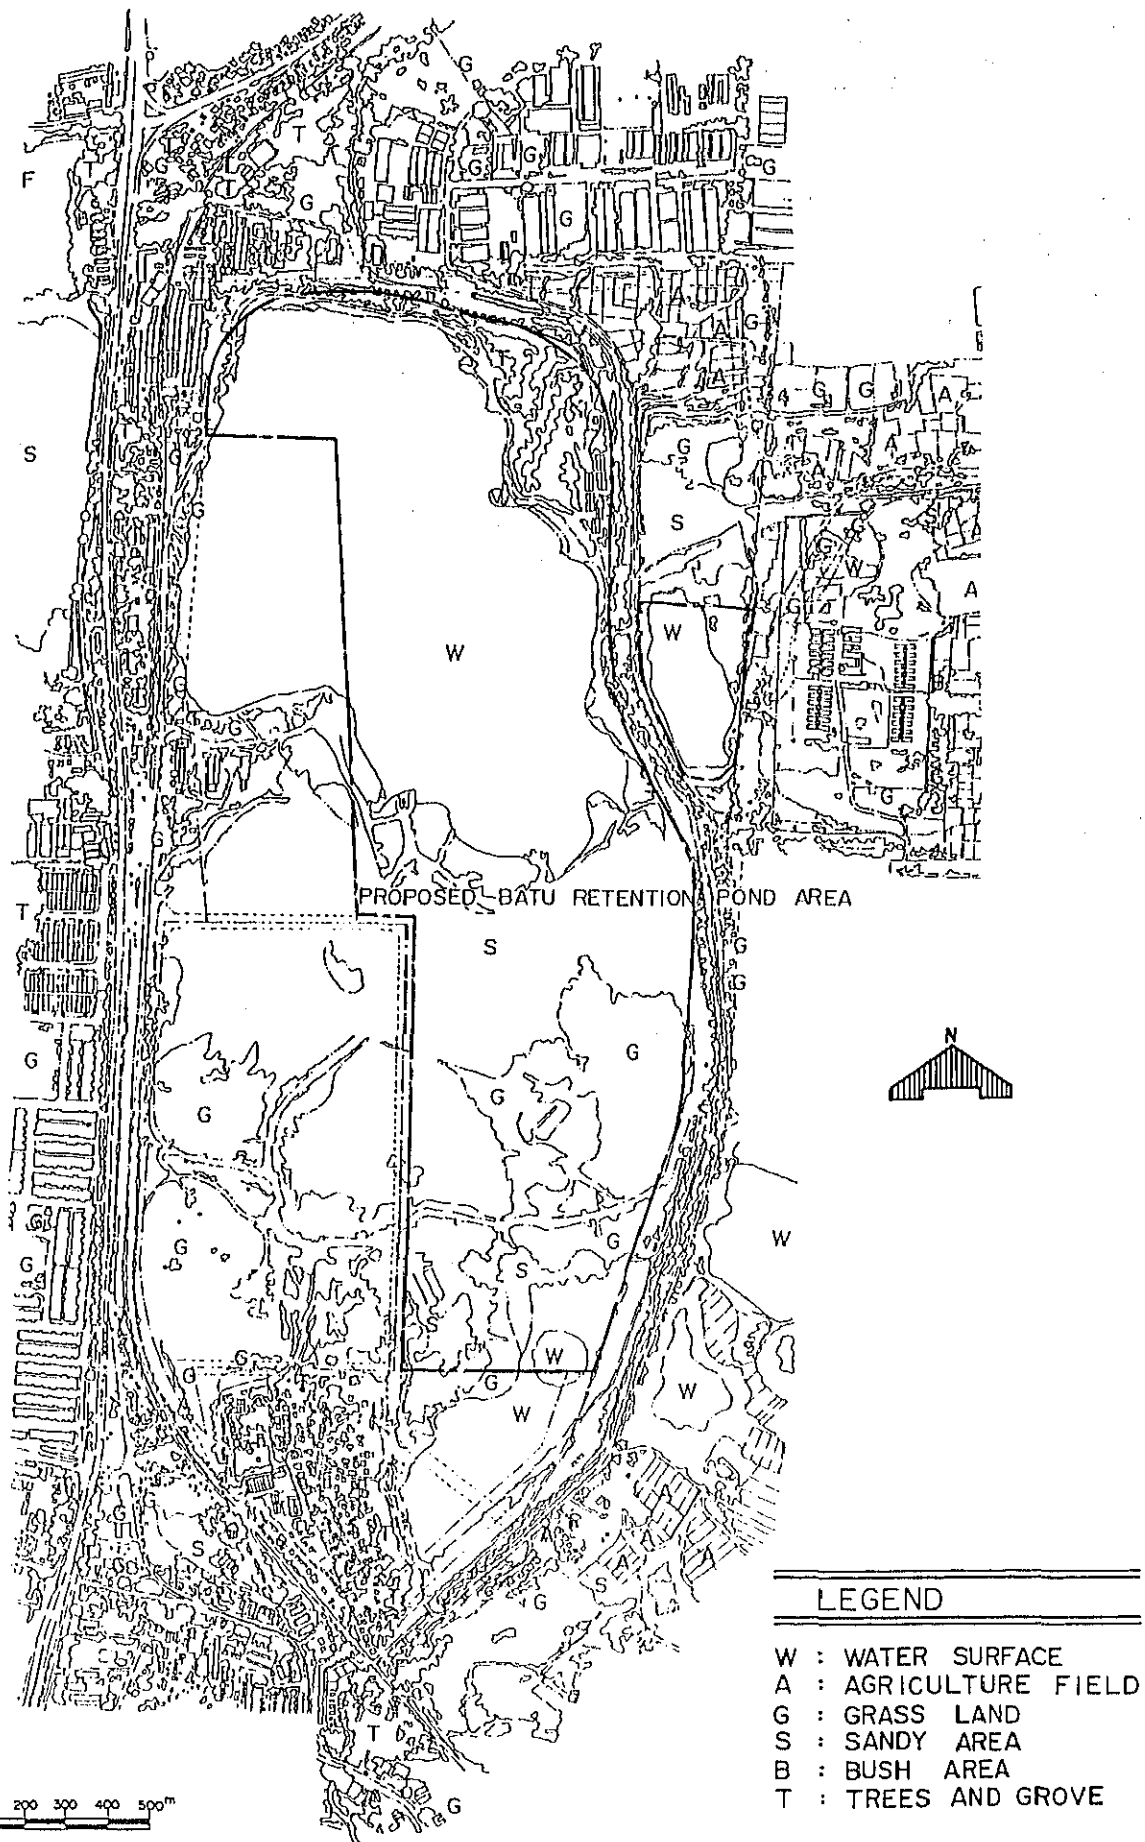 G
T
T
G
G
G
G
T
T
F
G
G
A
G
A
T
A
G
G
A
G
G
A
S
A
S
G
W
G
A
W
G
W
G
G
G
G
PROPOSED BATU RETENTION POND AREA
T
S
G
G
G
G
N
G
G
G
W
G
G
S
G
S
W
G
G
G
W
W
A
G
S
A
A
A
S
G
T
G
LEGEND
W : WATER SURFACE
A : AGRICULTURE FIELD
G : GRASS LAND
S : SANDY AREA
B : BUSH AREA
T : TREES AND GROVE
200 300 400 500m